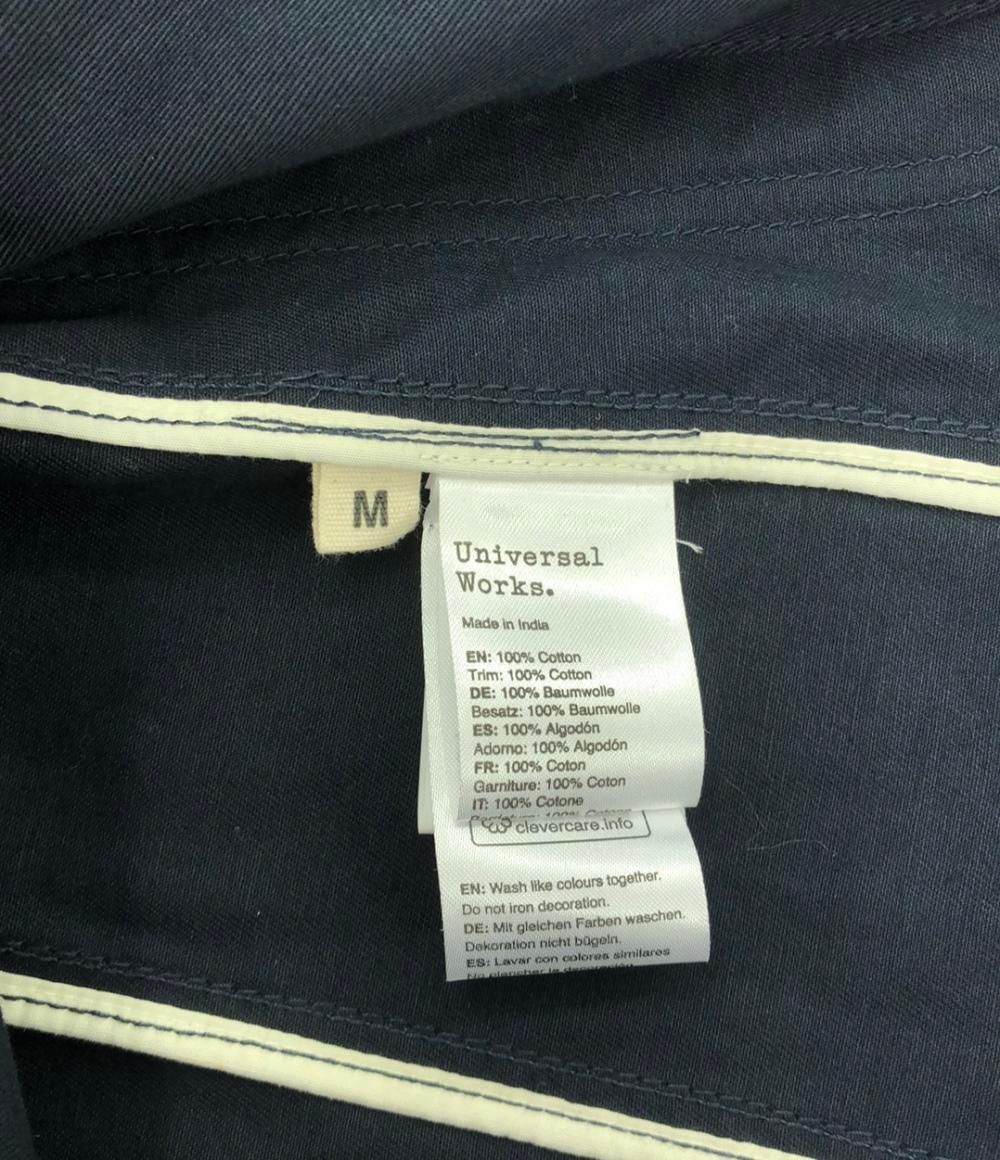 M
Universal
Works.
Made in India
EN: 100% Cotton
Trim: 100% Cotton
DE: 100% Baumwolle
Besatz: 100% Baumwolle
ES: 100% Algodón
Adorno: 100% Algodón
FR: 100% Coton
Garniture: 100% Coton
IT: 100% Cotone
clevercare.info
EN: Wash like colours together.
Do not iron decoration.
DE: Mit gleichen Farben waschen.
Dekoration nicht bügeln.
ES: Lavar con colores similares